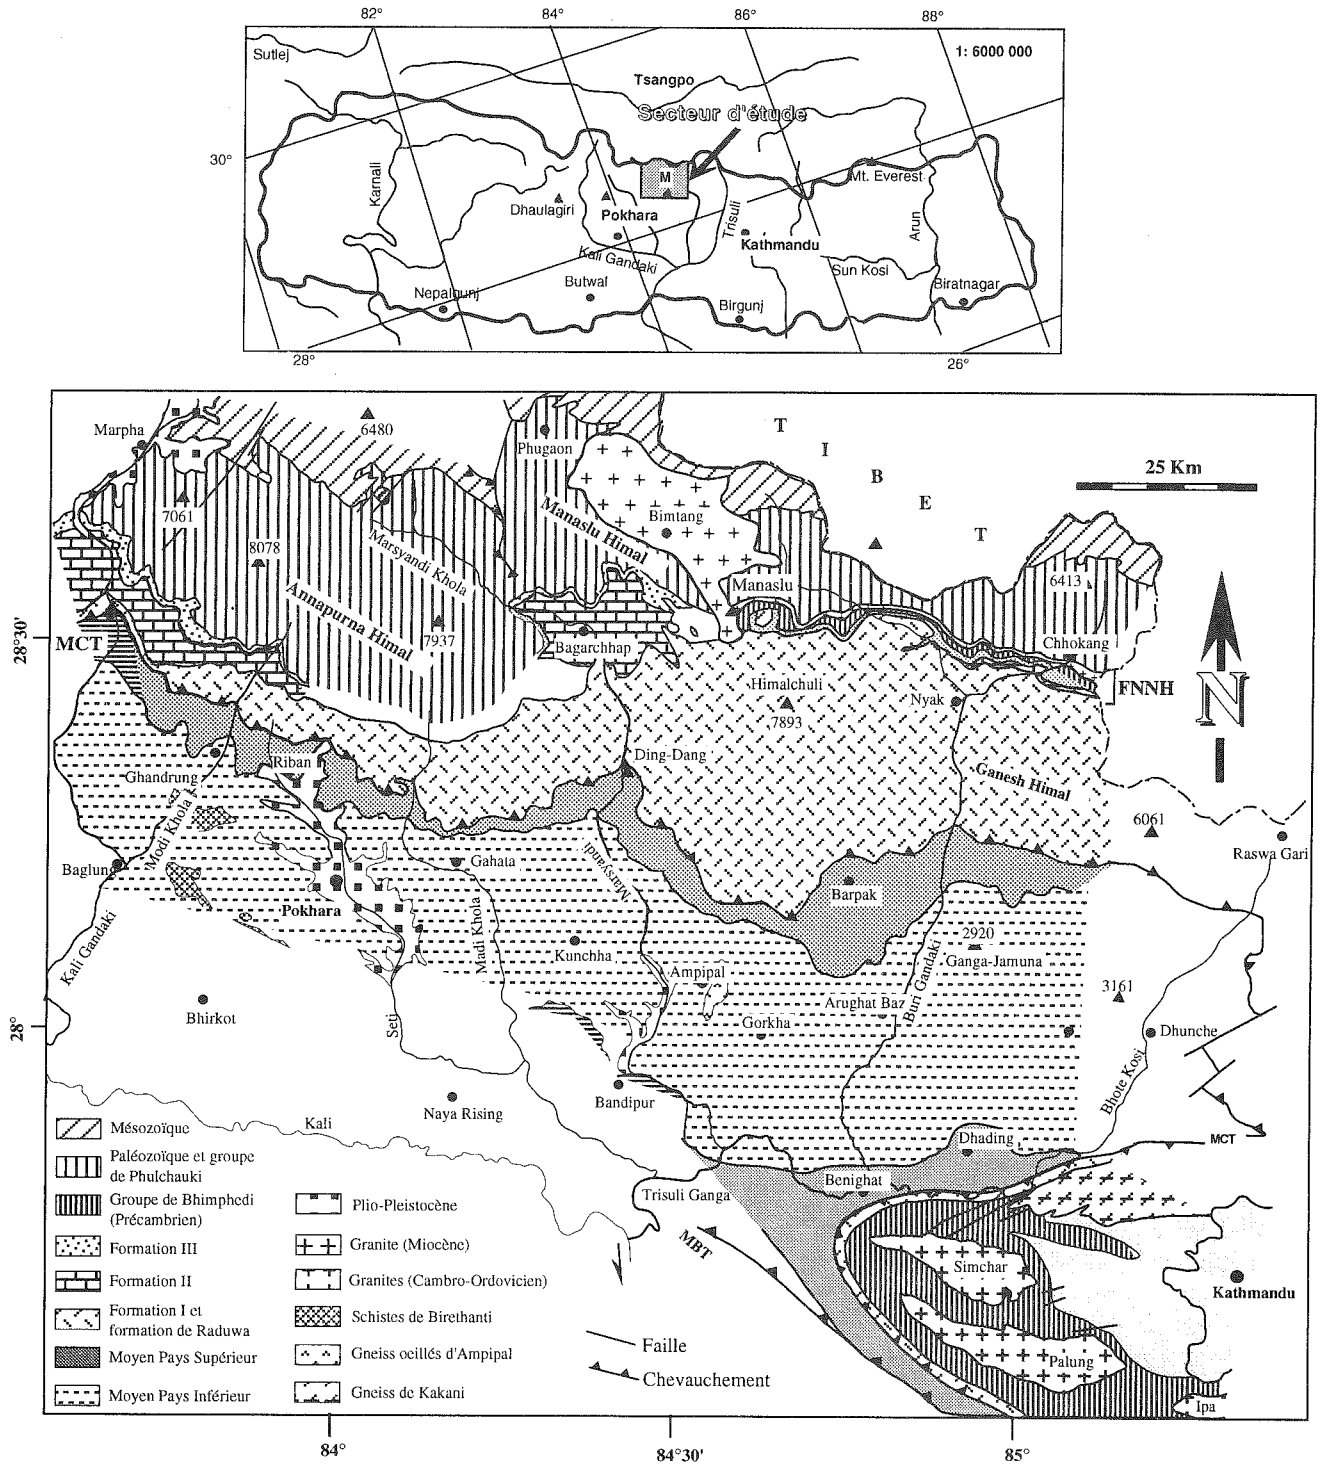 82°
84°
86°
88°
1: 6000 000
Sutlej
Tsangpo
Secteur d'étude
30°
Karnali
M
Mt. Everest
Dhaulagiri
Pokhara
Trisuli
Arun
Kathmandu
Kali Gandaki
Sun Kosi
Nepalgunj
Butwal
Birgunj
Biratnagar
28°
26°
Marpha
6480
Phugaon
T
I
B
E
T
25 Km
7061
8078
Manaslu Himal
Bimtang
Marsyandi Khola
Annapurna Himal
Manaslu
6413
28°30'
MCT
7937
Bagarchhap
Chhokang
Himalchuli
7893
Nyak
FNNH
N
Ghandrung
Riban
Ding-Dang
Ganesh Himal
6061
Raswa Gari
Modi Khola
Baglung
Gahata
Marsyandi
Barpak
Pokhara
Kali Gandaki
Madi Khola
Kunchha
2920
Ganga-Jamuna
Ampipal
Buri Gandaki
3161
Bhirkot
Seti
Arughat Baz
Gorkha
Dhunche
28°
Bhote Kosi
Naya Rising
Bandipur
Kali
MCT
Dhading
Benighat
Trisuli Ganga
MBT
Simchar
Kathmandu
Palung
Ipa
Mésozoïque
Paléozoïque et groupe
de Phulchauki
Groupe de Bhimphedi
(Précambrien)
Formation III
Formation II
Formation I et
formation de Raduwa
Moyen Pays Supérieur
Moyen Pays Inférieur
Plio-Pleistocène
Granite (Miocène)
Granites (Cambro-Ordovicien)
Schistes de Birethanti
Gneiss oeillés d'Ampipal
Gneiss de Kakani
Faille
Chevauchement
84°
84°30'
85°